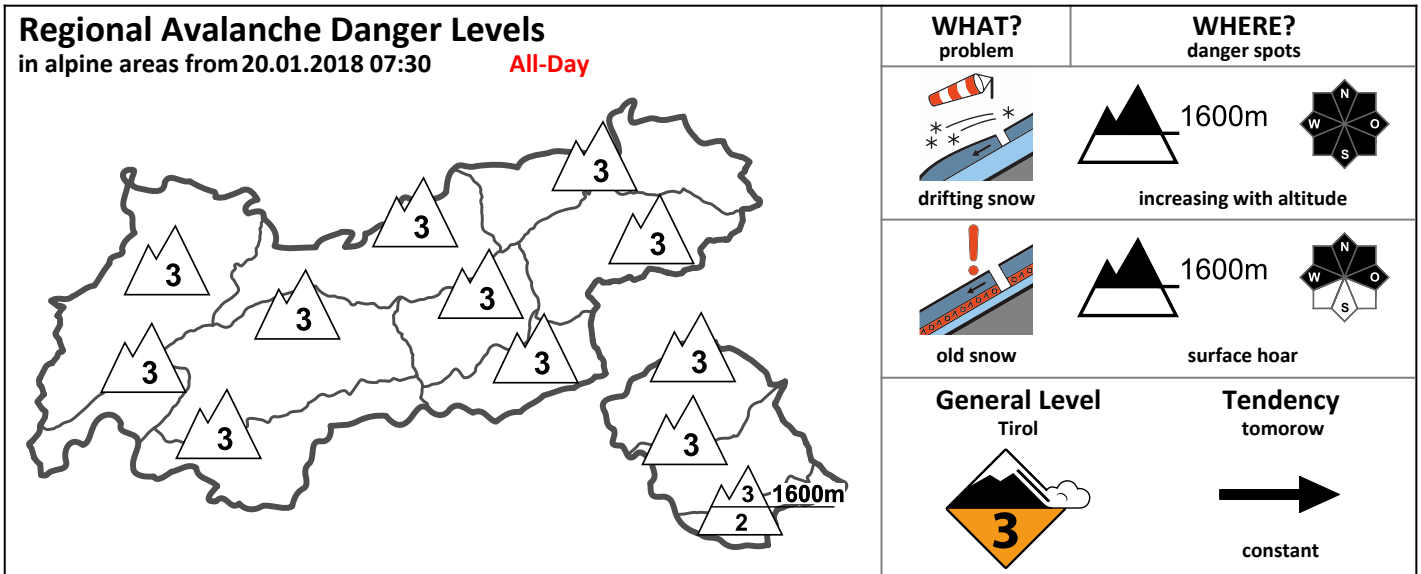 Regional Avalanche Danger Levels
in alpine areas from 20.01.2018 07:30 All-Day
3
3
3
3
3
3
3
3
3
3
3
3
3 1600m
2
WHAT?
problem
WHERE?
danger spots
drifting snow
1600m
N
W O
S
increasing with altitude
old snow
1600m
N
W O
S
surface hoar
General Level
Tirol
3
Tendency
tomorow
constant